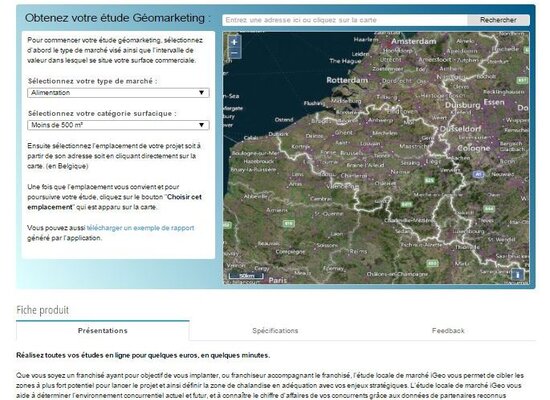 Obtenez votre étude Géomarketing :
Entrez une adresse ici ou cliquez sur la carte
Rechercher
Pour commencer votre étude géomarketing, sélectionnez
d'abord le type de marché visé ainsi que l'intervalle de
valeur dans lesquel se situe votre surface commerciale.
Sélectionnez votre type de marché :
Alimentation
Sélectionnez votre catégorie surfacique :
Moins de 500 m²
Ensuite sélectionnez l'emplacement de votre projet soit à
partir de son adresse soit en cliquant directement sur la
carte. (en Belgique)
Une fois que l'emplacement vous convient et pour
poursuivre votre étude, cliquez sur le bouton "Choisir cet
emplacement" qui est apparu sur la carte.
Vous pouvez aussi télécharger un exemple de rapport
généré par l'application.
+
−
Amsterdam
The Hague
Rotterdam
Duisburg
Essen
Düsseldorf
Cologne
Lille
Liège
A1
Paris
50km
i
Fiche produit
Présentations
Spécifications
Feedback
Réalisez toutes vos études en ligne pour quelques euros, en quelques minutes.
Que vous soyez un franchisé ayant pour objectif de vous implanter, ou franchiseur accompagnant le franchisé, l'étude locale de marché iGeo vous permet de cibler les
zones à plus fort potentiel pour lancer le projet et ainsi définir la zone de chalandise en adéquation avec vos enjeux stratégiques. L'étude locale de marché iGeo vous
aide à déterminer l'environnement concurrentiel actuel et futur, et à connaître le chiffre d'affaires de vos concurrents grâce aux données de partenaires reconnus